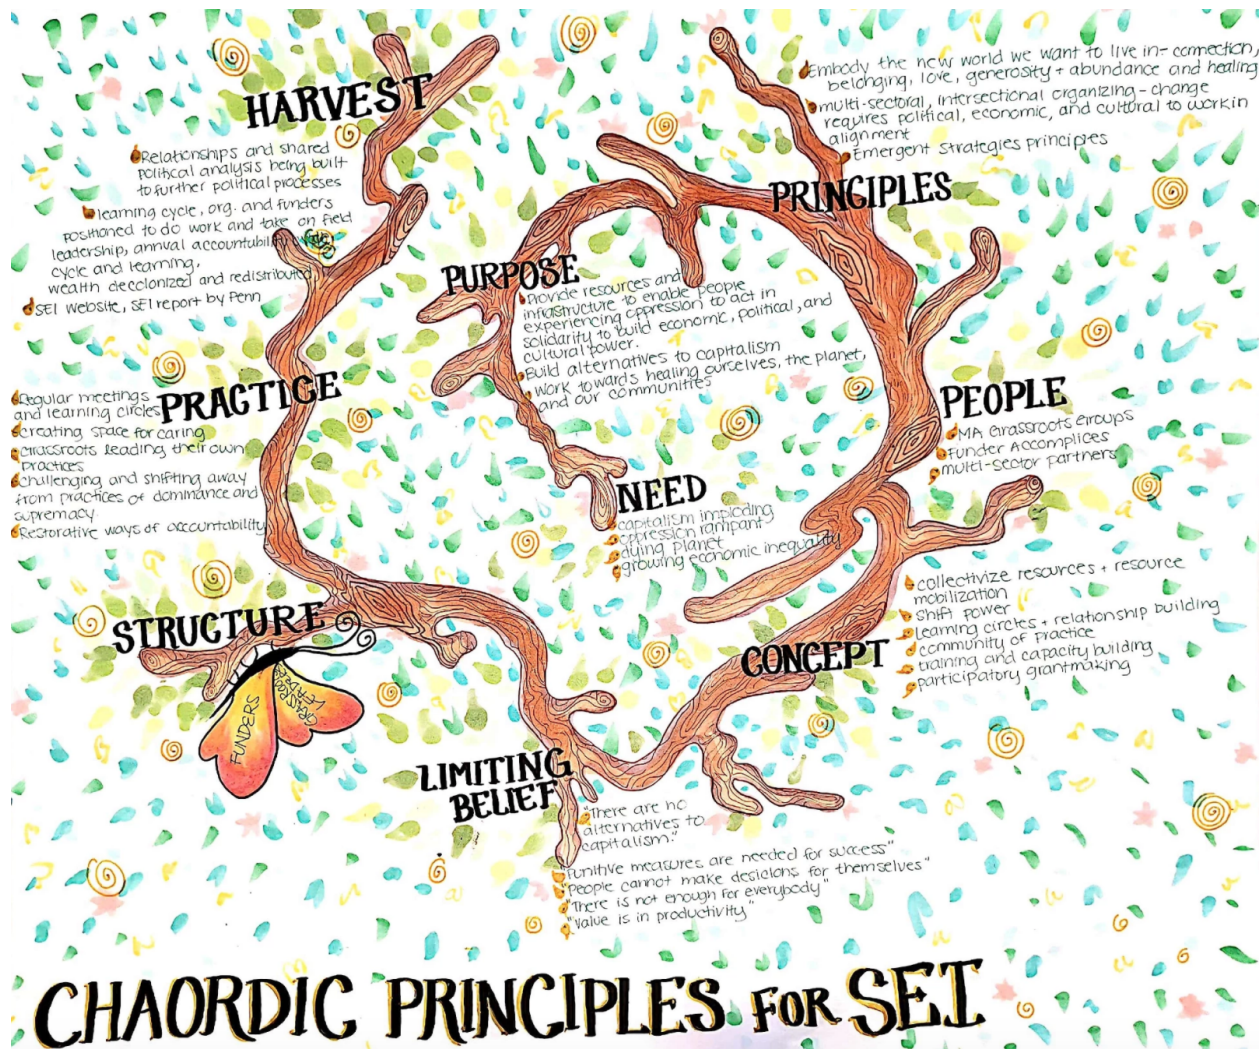 HARVEST
Relationships and shared
political analysis being built
to further political processes
learning cycle, org. and funders
positioned to do work and take on field
leadership, annual accountability
cycle and learning,
wealth decolonized and redistributed
SEI website, SEI report by Penn
Embody the new world we want to live in- connection,
belonging, love, generosity + abundance and healing
multi-sectoral, intersectional organizing - change
requires political, economic, and cultural to work in
alignment
Emergent Strategies principles
PRINCIPLES
PURPOSE
Provide resources and
infrastructure to enable people
experiencing oppression to act in
solidarity to build economic, political, and
cultural power.
Build alternatives to capitalism
work towards healing ourselves, the planet,
and our communities
PRACTICE
Regular meetings
and learning circles
creating space for caring
Grassroots leading their own
practices
challenging and shifting away
from practices of dominance and
supremacy
Restorative ways of accountability
PEOPLE
MA Grassroots Groups
Funder Accomplices
multi-sector partners
NEED
capitalism imploding
oppression rampant
dying planet
growing economic inequality
STRUCTURE
FUNDERS
GRASSROOTS
LEADERS
CONCEPT
collectivize resources + resource
mobilization
shift power
learning circles + relationship building
community of practice
training and capacity building
participatory grantmaking
LIMITING
BELIEF
"There are no
alternatives to
capitalism."
"Punitive measures are needed for success"
"People cannot make desicions for themselves"
"There is not enough for everybody"
"Value is in productivity"
CHAORDIC PRINCIPLES FOR SEI